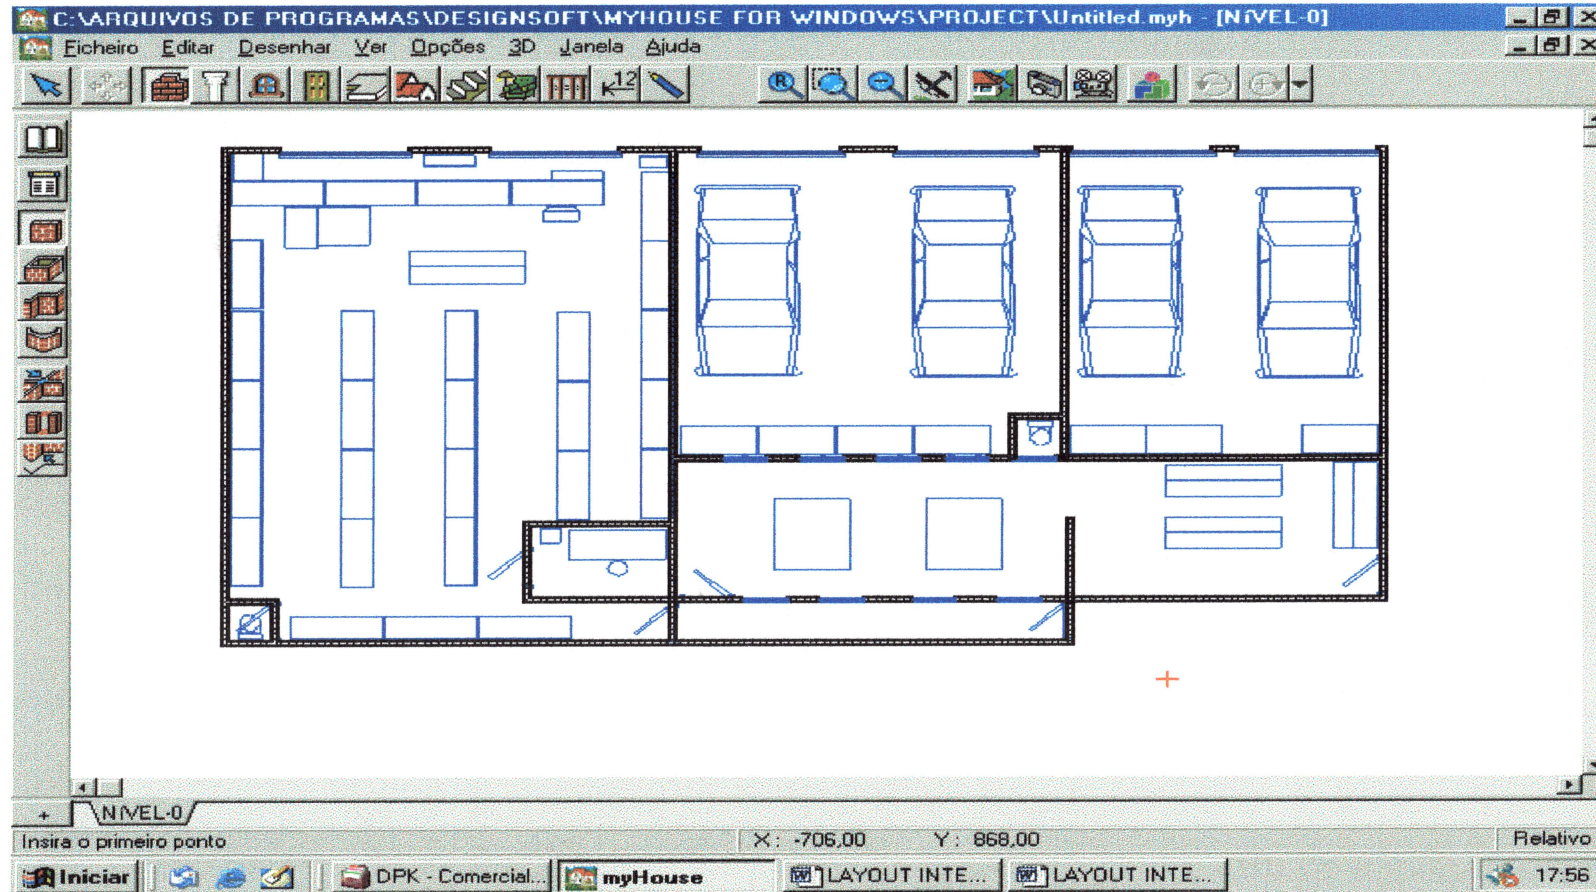 C:\ARQUIVOS DE PROGRAMAS\DESIGNSOFT\MYHOUSE FOR WINDOWS\PROJECT\Untitled.myh - [NíVEL-0]
Ficheiro Editar Desenhar Ver Opções 3D Janela Ajuda
12 R
NíVEL-0
Insira o primeiro ponto X: -706,00 Y: 868,00 Relativo
Iniciar DPK - Comercial... myHouse LAYOUT INTE... LAYOUT INTE... 17:56